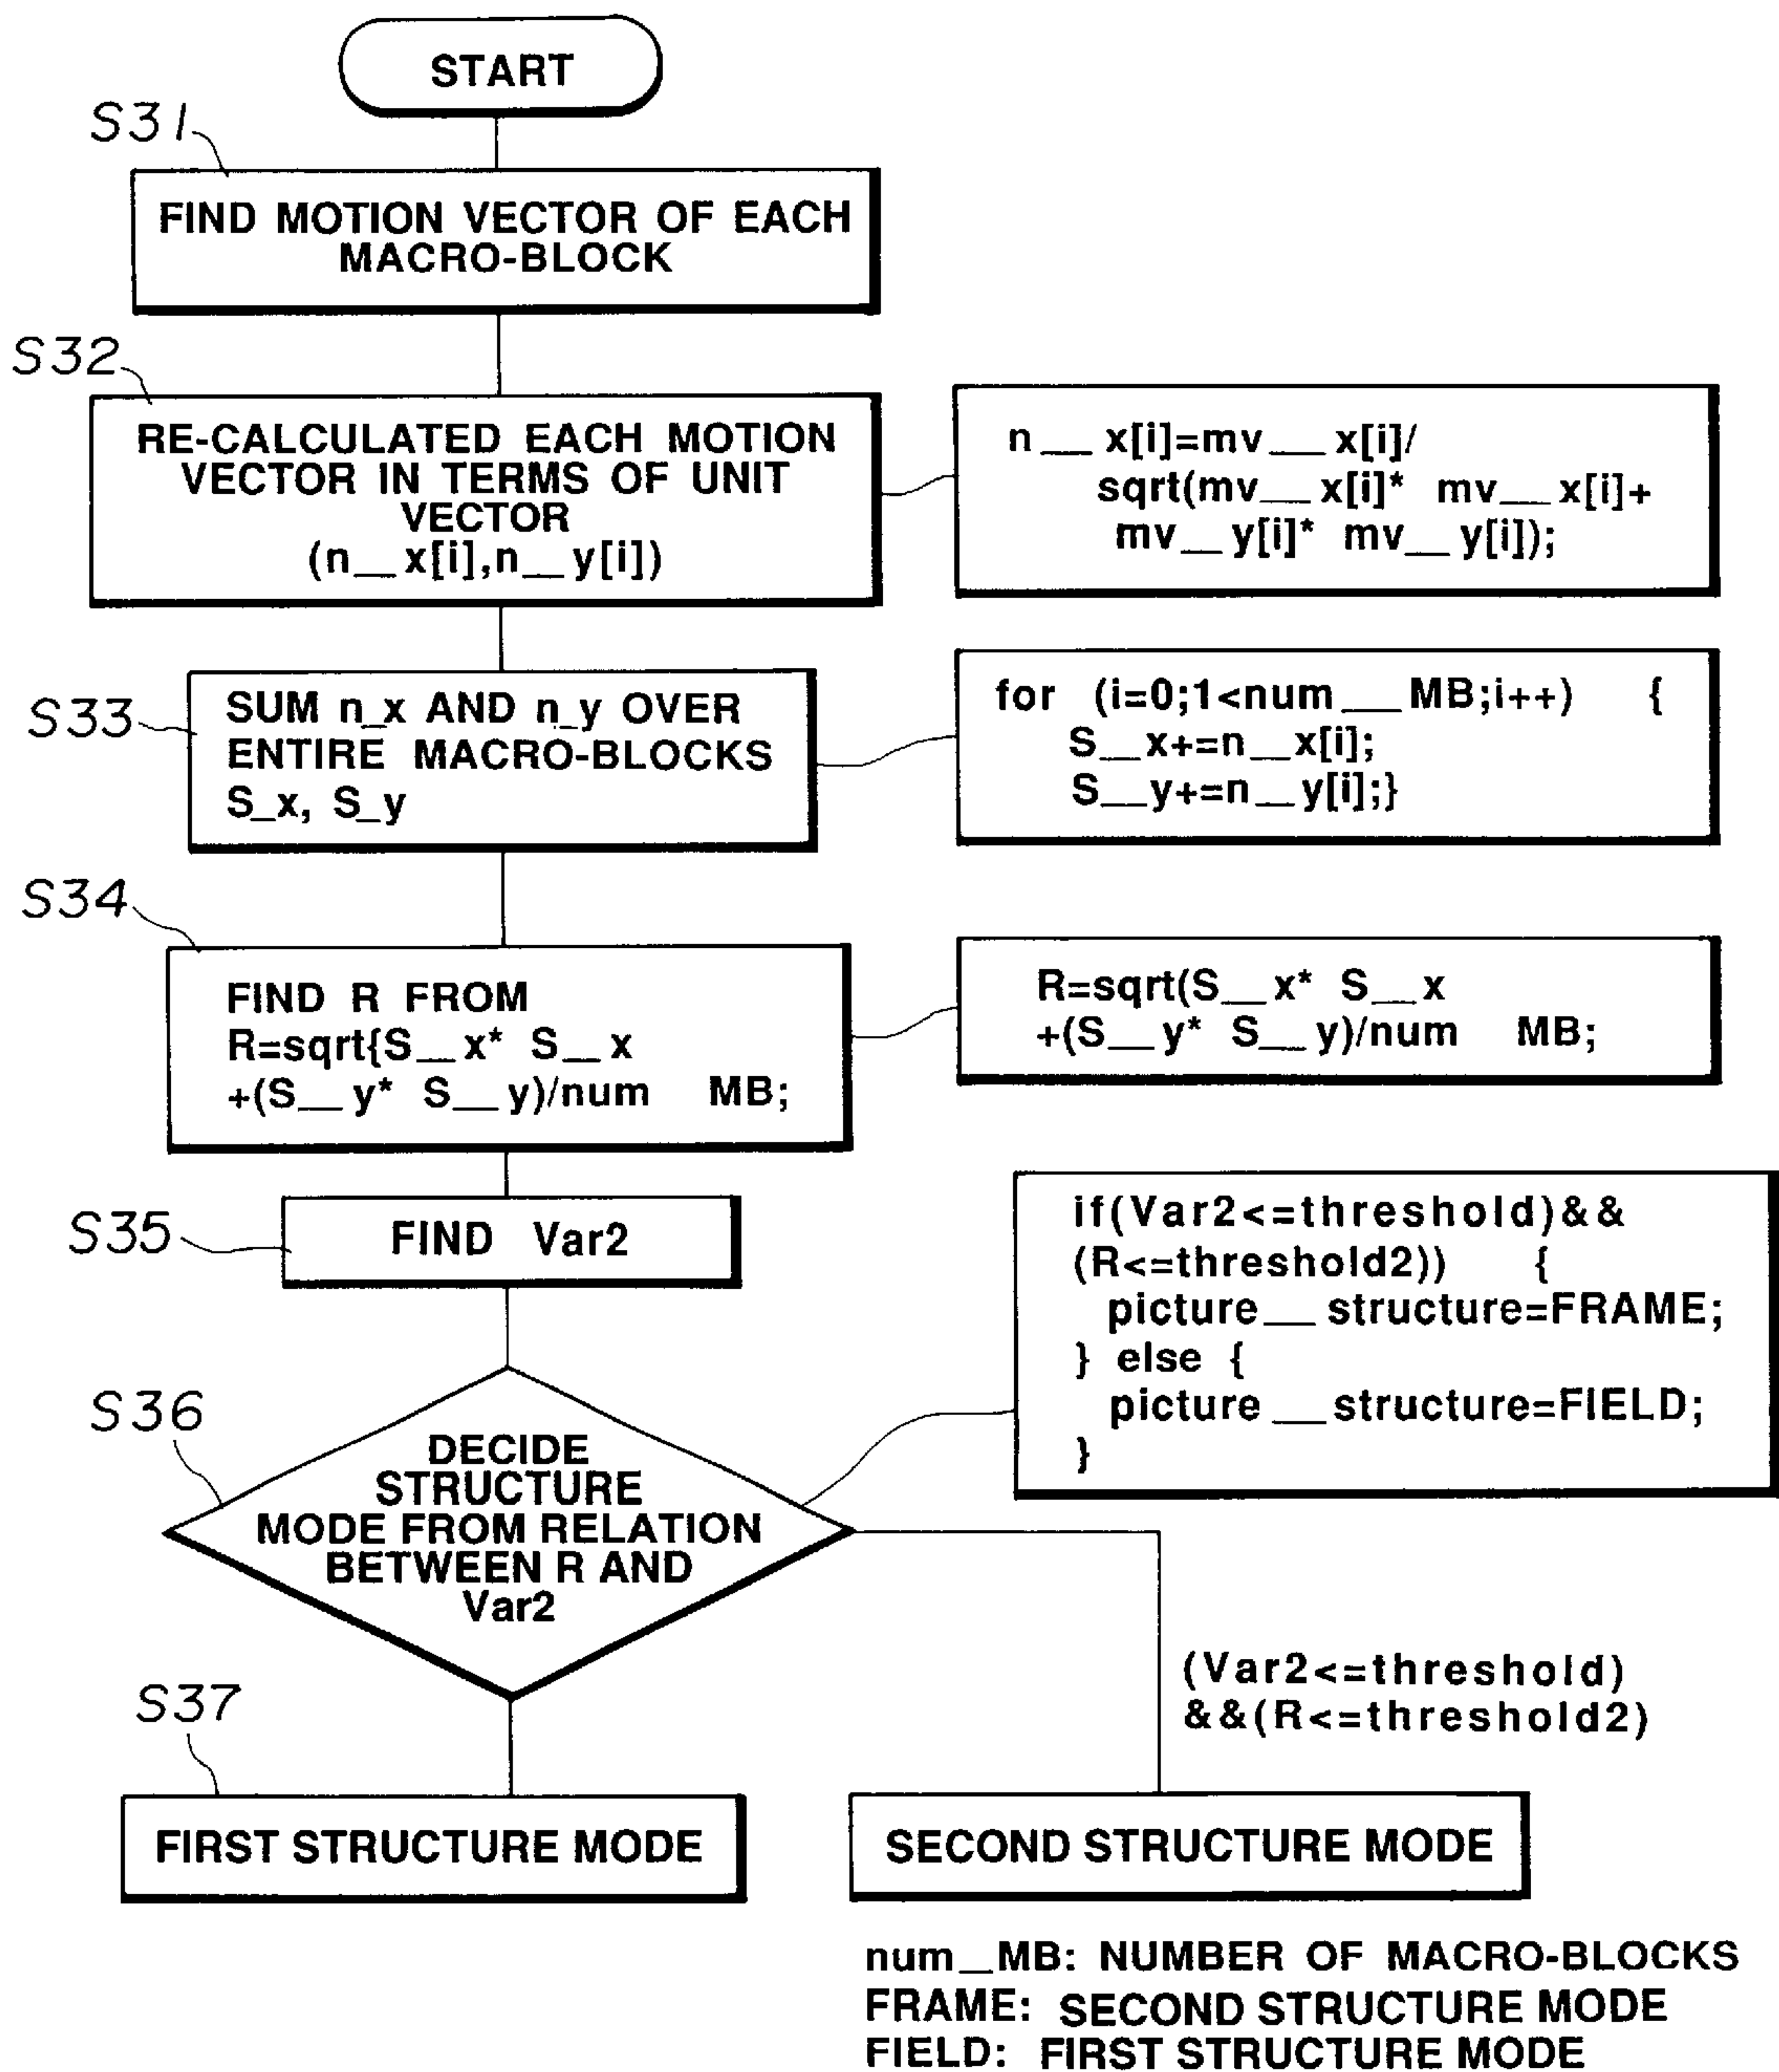 START
S31
FIND MOTION VECTOR OF EACH
MACRO-BLOCK
S32
RE-CALCULATED EACH MOTION
VECTOR IN TERMS OF UNIT
VECTOR
(n__x[i],n__y[i])
n__x[i]=mv__x[i]/
sqrt(mv__x[i]* mv__x[i]+
mv__y[i]* mv__y[i]);
S33
SUM n_x AND n_y OVER
ENTIRE MACRO-BLOCKS
S_x, S_y
for (i=0;1<num__MB;i++) {
S__x+=n__x[i];
S__y+=n__y[i];}
S34
FIND R FROM
R=sqrt{S__x* S__x
+(S__y* S__y)/num MB;
R=sqrt(S__x* S__x
+(S__y* S__y)/num MB;
S35
FIND Var2
if(Var2<=threshold)&&
(R<=threshold2)) {
picture__structure=FRAME;
} else {
picture__structure=FIELD;
}
S36
DECIDE
STRUCTURE
MODE FROM RELATION
BETWEEN R AND
Var2
(Var2<=threshold)
&&(R<=threshold2)
S37
FIRST STRUCTURE MODE
SECOND STRUCTURE MODE
num_MB: NUMBER OF MACRO-BLOCKS
FRAME: SECOND STRUCTURE MODE
FIELD: FIRST STRUCTURE MODE